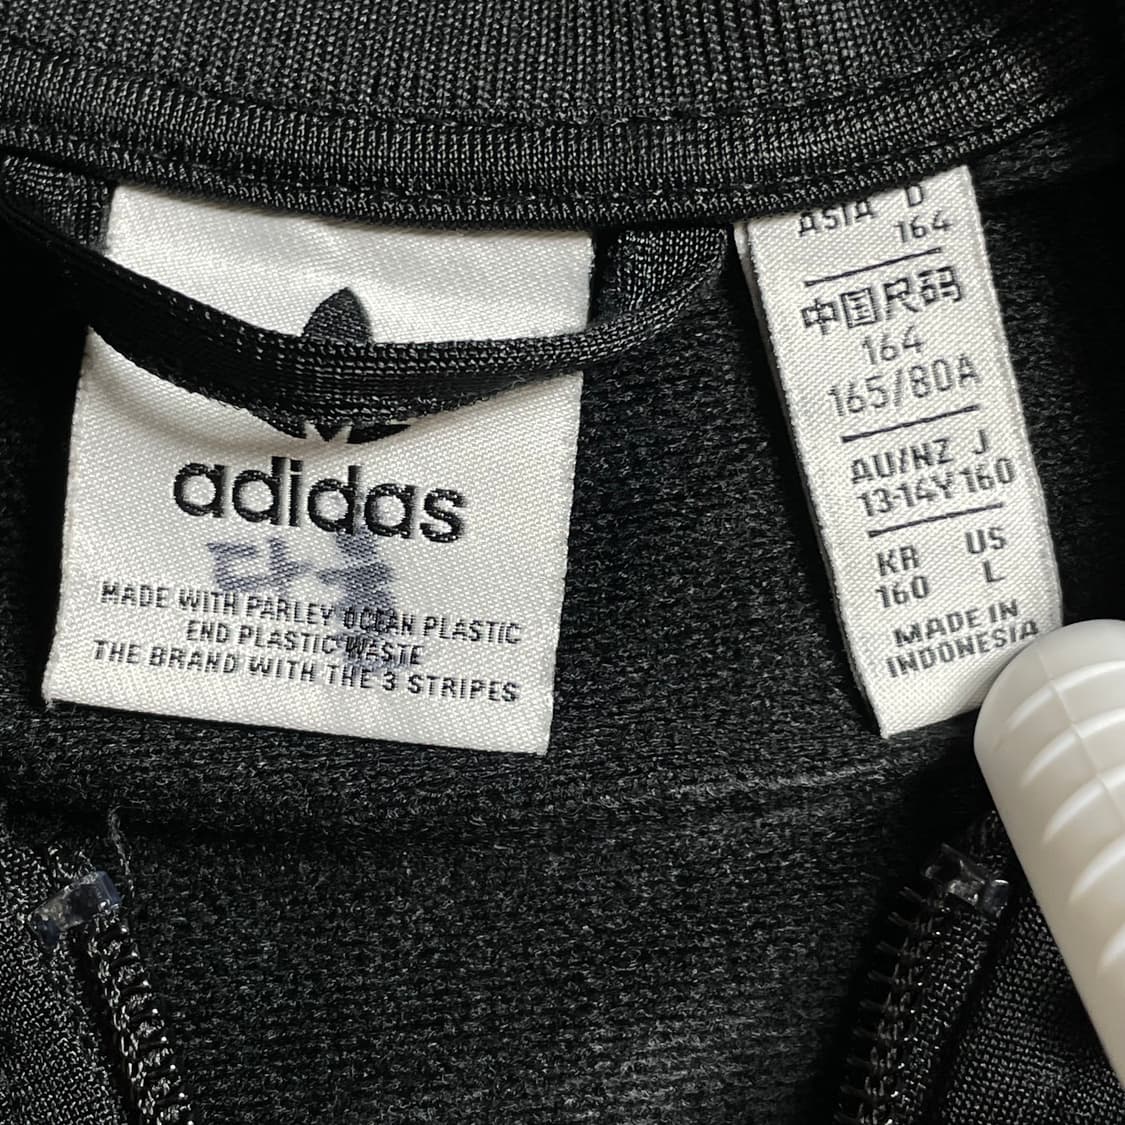 adidas
MADE WITH PARLEY OCEAN PLASTIC
END PLASTIC WASTE
THE BRAND WITH THE 3 STRIPES
ASIA D
164
中国尺码
164
165/80A
AU/NZ J
13-14Y 160
KR US
160 L
MADE IN
INDONESIA